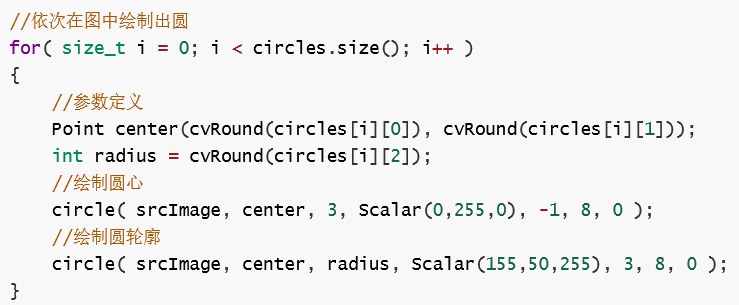 //依次在图中绘制出圆
for( size_t i = 0; i < circles.size(); i++ )
{
    //参数定义
    Point center(cvRound(circles[i][0]), cvRound(circles[i][1]));
    int radius = cvRound(circles[i][2]);
    //绘制圆心
    circle( srcImage, center, 3, Scalar(0,255,0), -1, 8, 0 );
    //绘制圆轮廓
    circle( srcImage, center, radius, Scalar(155,50,255), 3, 8, 0 );
}